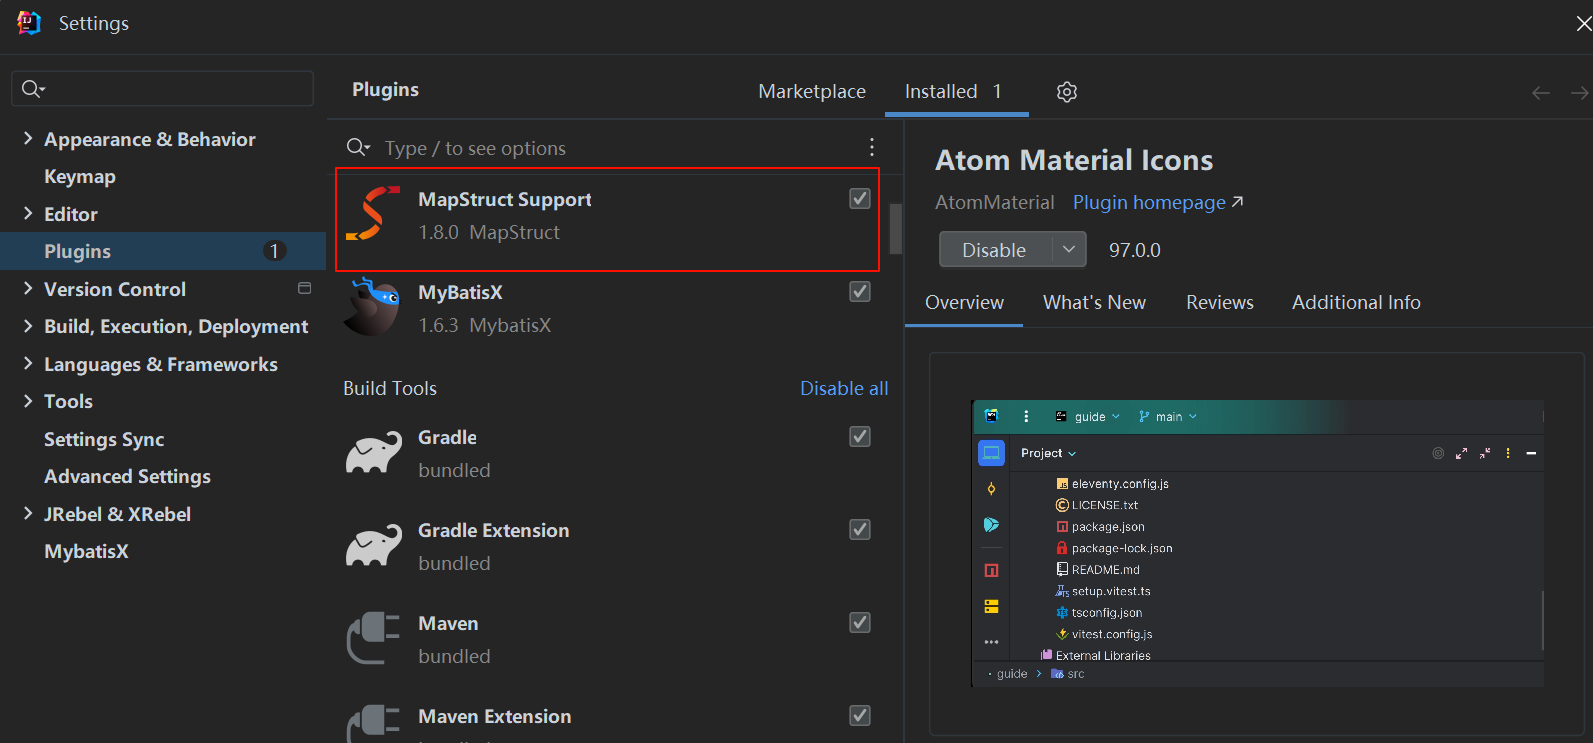 Settings
Appearance & Behavior
Keymap
Editor
Plugins 1
Version Control
Build, Execution, Deployment
Languages & Frameworks
Tools
Settings Sync
Advanced Settings
JRebel & XRebel
MybatisX
Plugins
Marketplace
Installed 1
Type / to see options
MapStruct Support
1.8.0 MapStruct
MyBatisX
1.6.3 MybatisX
Build Tools
Disable all
Gradle
bundled
Gradle Extension
bundled
Maven
bundled
Maven Extension
Atom Material Icons
AtomMaterial Plugin homepage
Disable 97.0.0
Overview What's New Reviews Additional Info
guide main
Project
eleventy.config.js
LICENSE.txt
package.json
package-lock.json
README.md
setup.vitest.ts
tsconfig.json
vitest.config.js
External Libraries
guide src